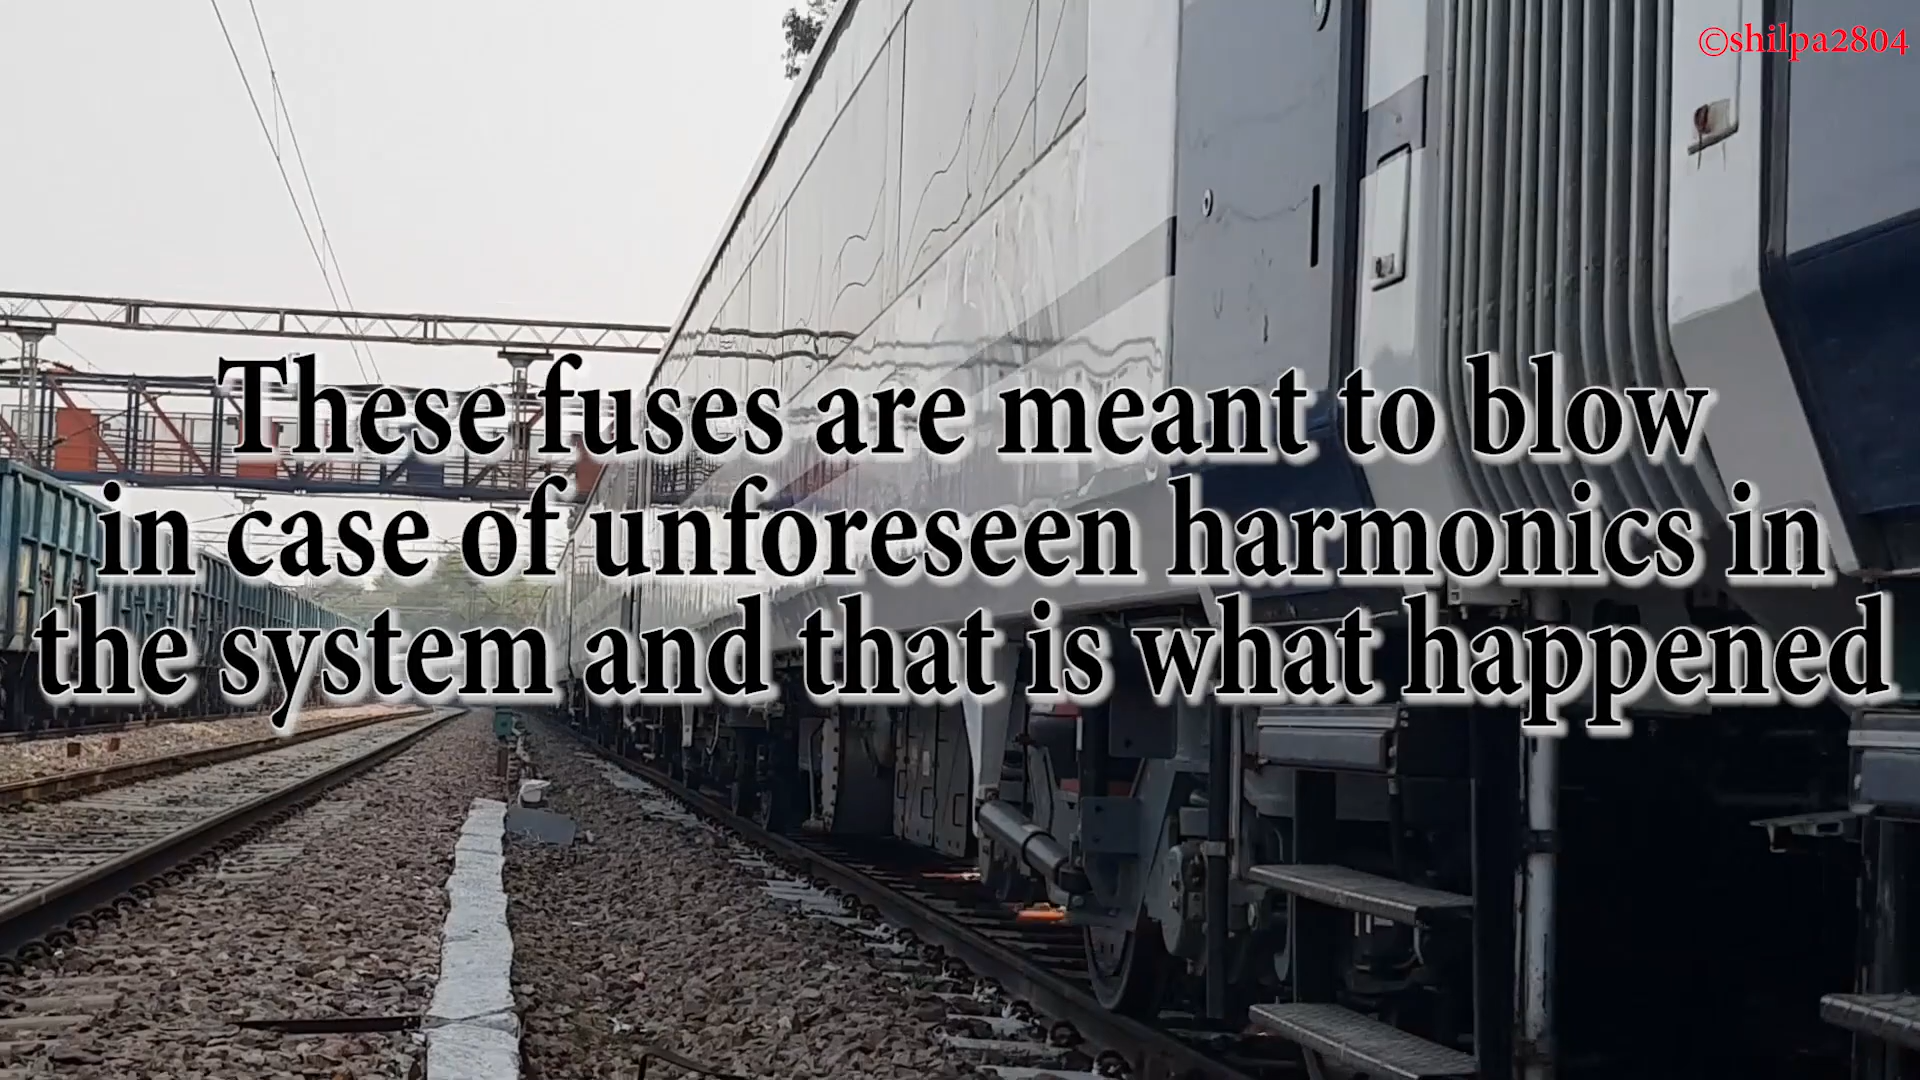 ©shilpa2804
These fuses are meant to blow
in case of unforeseen harmonics in
the system and that is what happened